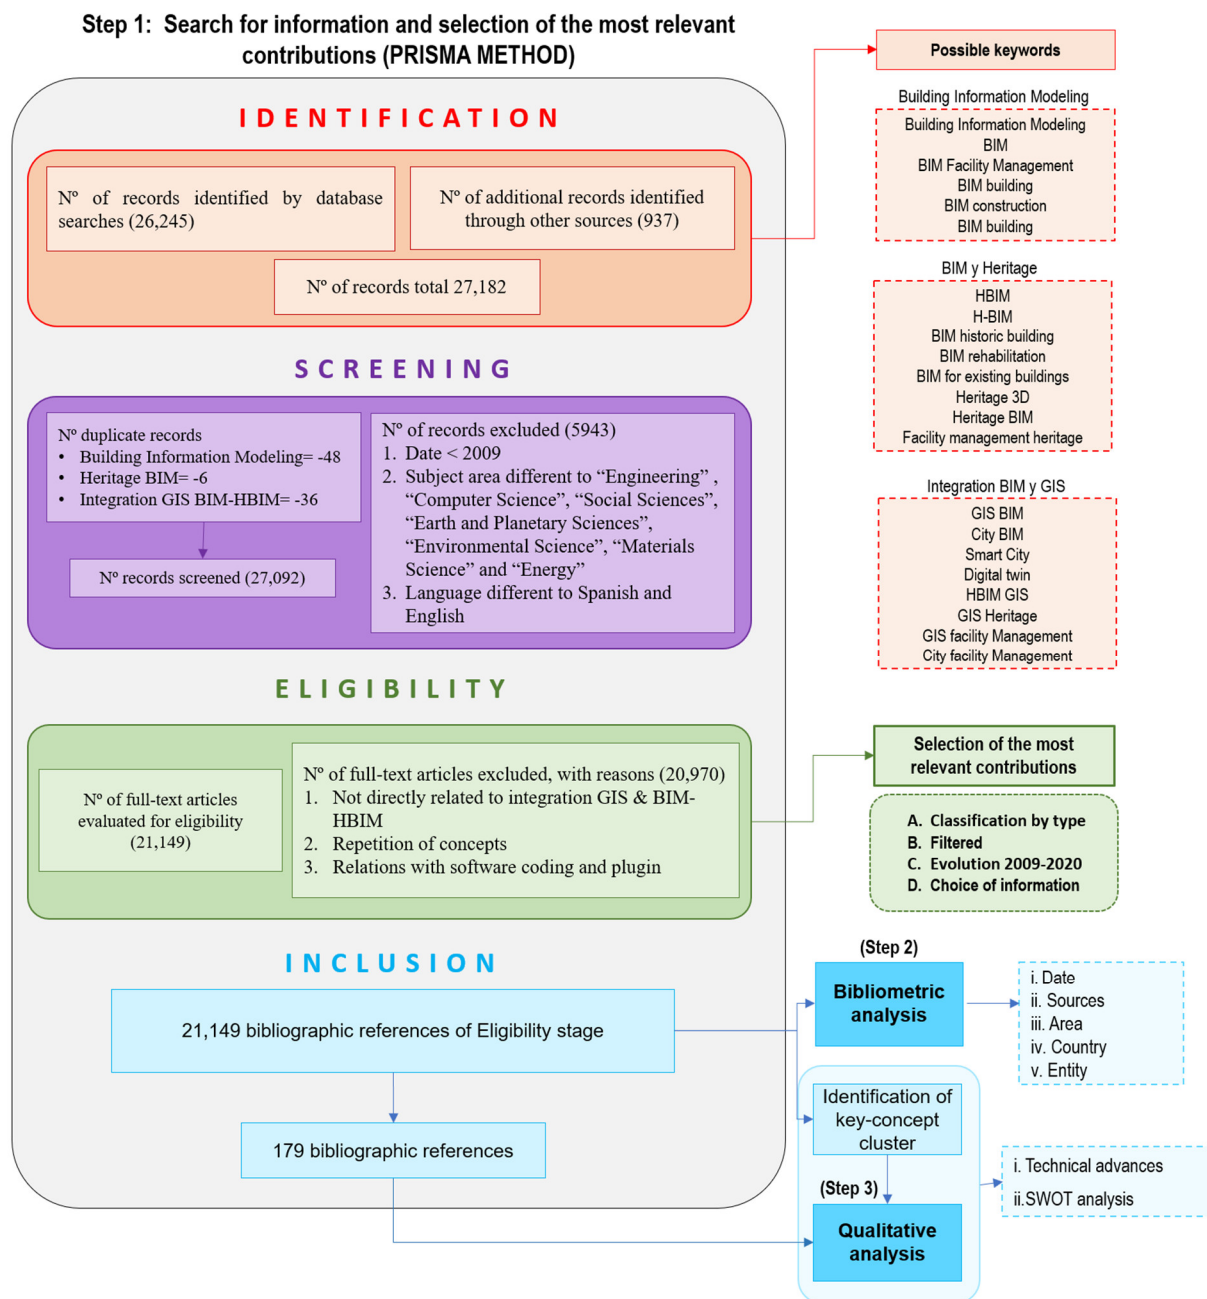 Step 1: Search for information and selection of the most relevant
contributions (PRISMA METHOD)
IDENTIFICATION
Nº of records identified by database
searches (26,245)
Nº of additional records identified
through other sources (937)
Nº of records total 27,182
SCREENING
Nº duplicate records
• Building Information Modeling= -48
• Heritage BIM= -6
• Integration GIS BIM-HBIM= -36
Nº records screened (27,092)
Nº of records excluded (5943)
1. Date < 2009
2. Subject area different to “Engineering” ,
“Computer Science”, “Social Sciences”,
“Earth and Planetary Sciences”,
“Environmental Science”, “Materials
Science” and “Energy”
3. Language different to Spanish and
English
ELIGIBILITY
Nº of full-text articles
evaluated for eligibility
(21,149)
Nº of full-text articles excluded, with reasons (20,970)
1. Not directly related to integration GIS & BIM-
HBIM
2. Repetition of concepts
3. Relations with software coding and plugin
INCLUSION
21,149 bibliographic references of Eligibility stage
179 bibliographic references
Possible keywords
Building Information Modeling
Building Information Modeling
BIM
BIM Facility Management
BIM building
BIM construction
BIM building
BIM y Heritage
HBIM
H-BIM
BIM historic building
BIM rehabilitation
BIM for existing buildings
Heritage 3D
Heritage BIM
Facility management heritage
Integration BIM y GIS
GIS BIM
City BIM
Smart City
Digital twin
HBIM GIS
GIS Heritage
GIS facility Management
City facility Management
Selection of the most
relevant contributions
A. Classification by type
B. Filtered
C. Evolution 2009-2020
D. Choice of information
(Step 2)
Bibliometric
analysis
i. Date
ii. Sources
iii. Area
iv. Country
v. Entity
Identification of
key-concept
cluster
(Step 3)
Qualitative
analysis
i. Technical advances
ii.SWOT analysis